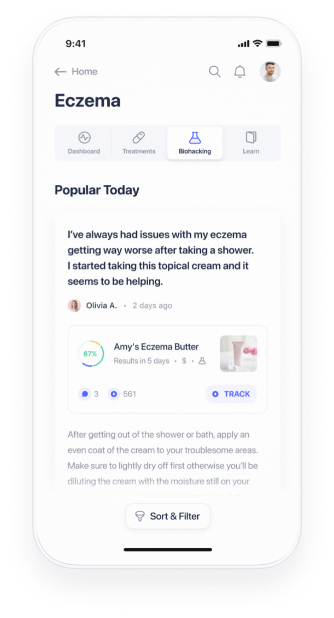 9:41
Home
Eczema
Dashboard
Treatments
Biohacking
Learn
Popular Today
I've always had issues with my eczema
getting way worse after taking a shower.
I started taking this topical cream and it
seems to be helping.
Olivia A. • 2 days ago
67%
Amy's Eczema Butter
Results in 5 days • $ •
3
561
TRACK
After getting out of the shower or bath, apply an
even coat of the cream to your troublesome areas.
Make sure to lightly dry off first otherwise you'll be
diluting the cream with the moisture still on your
Sort & Filter